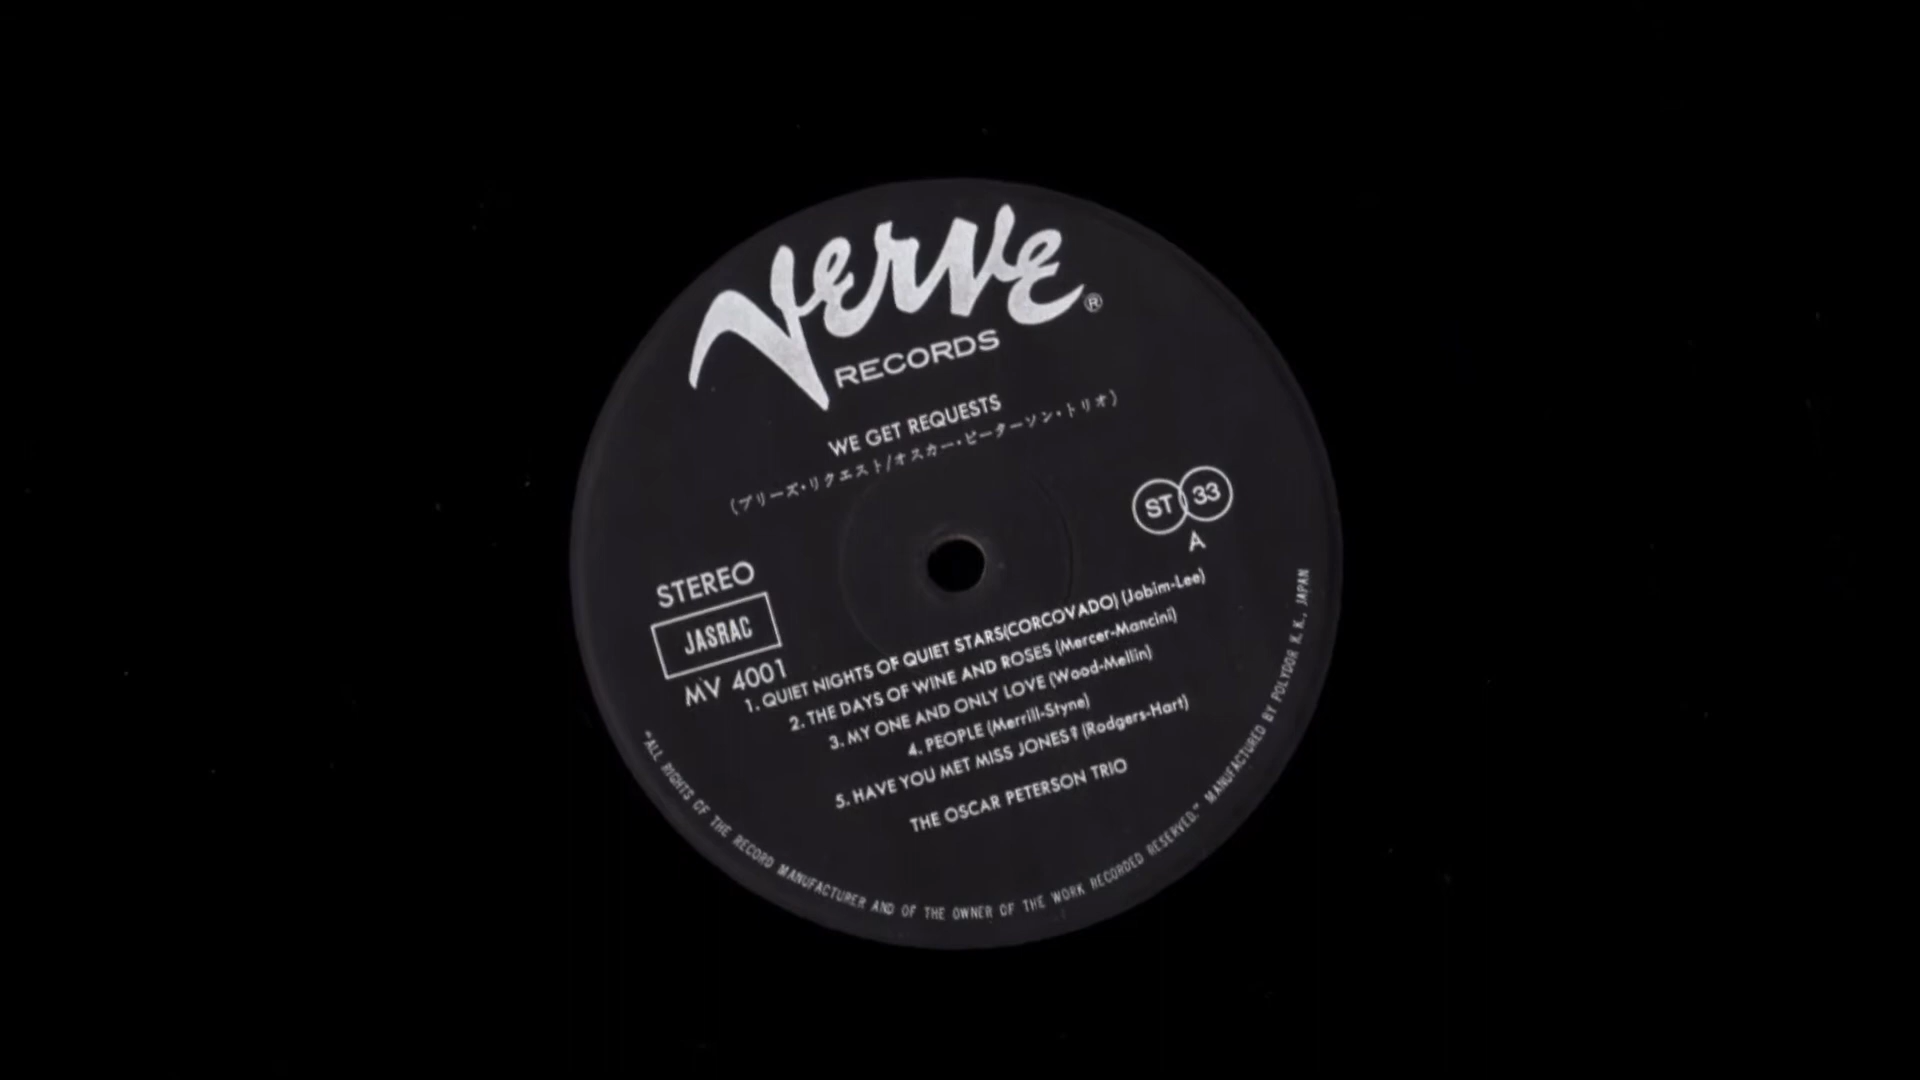 Verve ®
RECORDS
WE GET REQUESTS
(プリーズ・リクエスト/オスカー・ピーターソン・トリオ)
ST 33
A
STEREO
JASRAC
MV 4001
1. QUIET NIGHTS OF QUIET STARS(CORCOVADO) (Jobim-Lee)
2. THE DAYS OF WINE AND ROSES (Mercer-Mancini)
3. MY ONE AND ONLY LOVE (Wood-Mellin)
4. PEOPLE (Merrill-Styne)
5. HAVE YOU MET MISS JONES? (Rodgers-Hart)
THE OSCAR PETERSON TRIO
"ALL RIGHTS OF THE RECORD MANUFACTURER AND OF THE OWNER OF THE WORK RECORDED RESERVED." MANUFACTURED BY POLYDOR K. K., JAPAN